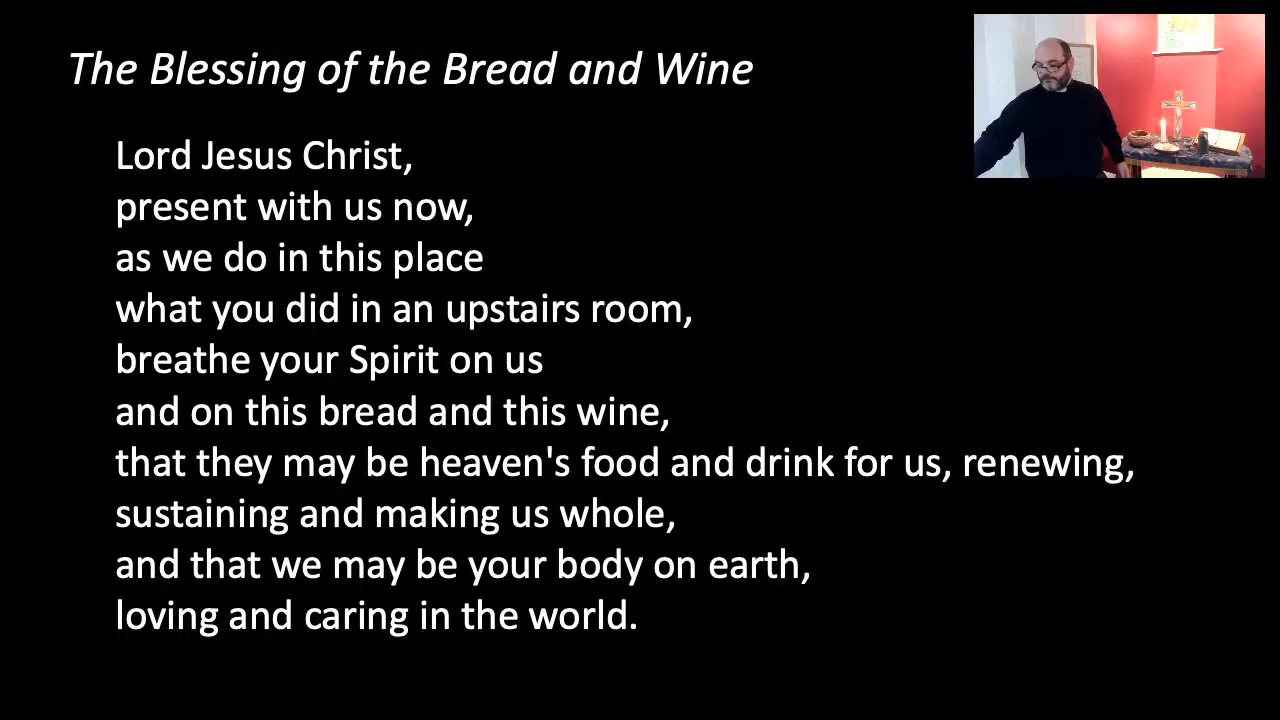 The Blessing of the Bread and Wine
Lord Jesus Christ,
present with us now,
as we do in this place
what you did in an upstairs room,
breathe your Spirit on us
and on this bread and this wine,
that they may be heaven's food and drink for us, renewing,
sustaining and making us whole,
and that we may be your body on earth,
loving and caring in the world.